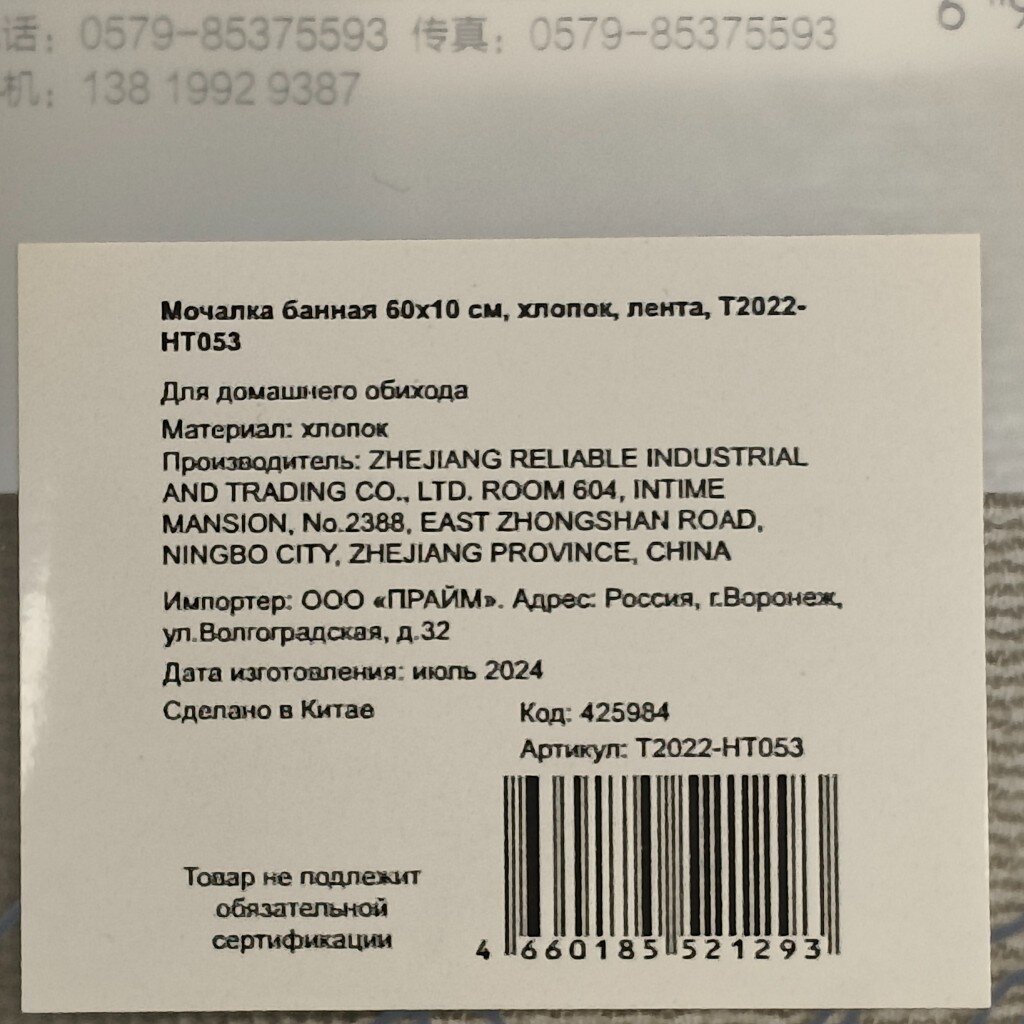 话: 0579-85375593 传真: 0579-85375593
机: 138 1992 9387
6
Мочалка банная 60x10 см, хлопок, лента, T2022-
HT053
Для домашнего обихода
Материал: хлопок
Производитель: ZHEJIANG RELIABLE INDUSTRIAL
AND TRADING CO., LTD. ROOM 604, INTIME
MANSION, No.2388, EAST ZHONGSHAN ROAD,
NINGBO CITY, ZHEJIANG PROVINCE, CHINA
Импортер: ООО «ПРАЙМ». Адрес: Россия, г.Воронеж,
ул.Волгоградская, д.32
Дата изготовления: июль 2024
Сделано в Китае
Код: 425984
Артикул: T2022-HT053
Товар не подлежит
обязательной
сертификации
4 660185 521293